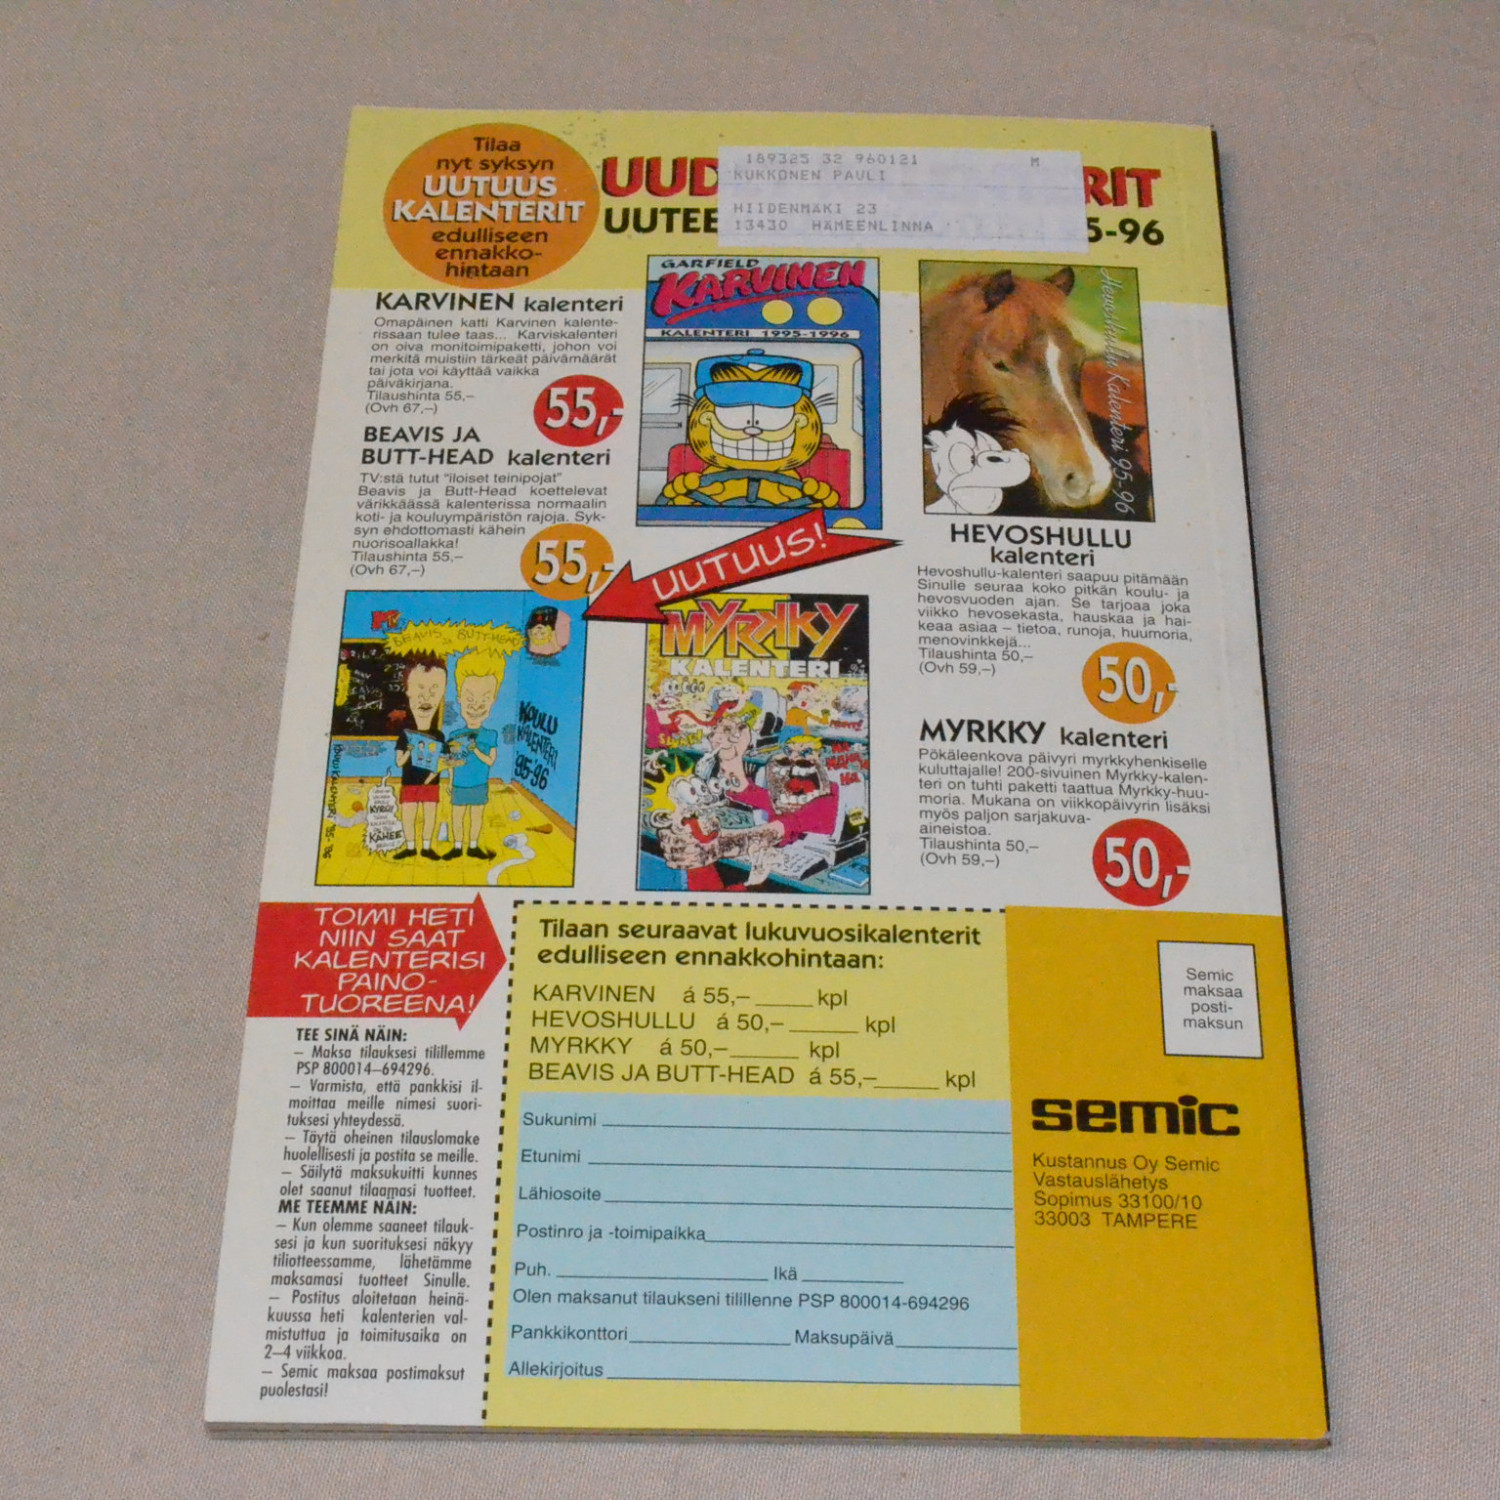 Tilaa
nyt syksyn
UUTUUS
KALENTERIT
edulliseen
ennakko-
hintaan
UUD
RIT
UUTEE
5-96
189325 32 960121 M
KUKKONEN PAULI
HIIDENMÄKI 23
13430 HÄMEENLINNA
KARVINEN kalenteri
Omapäinen katti Karvinen kalente-
rissaan tulee taas... Karviskalenteri
on oiva monitoimipaketti, johon voi
merkitä muistiin tärkeät päivämäärät
tai jota voi käyttää vaikka
päiväkirjana.
Tilaushinta 55,–
(Ovh 67,–)
55,-
BEAVIS JA
BUTT-HEAD kalenteri
TV:stä tutut "iloiset teinipojat"
Beavis ja Butt-Head koettelevat
värikkäässä kalenterissa normaalin
koti- ja kouluympäristön rajoja. Syk-
syn ehdottomasti kähein
nuorisoallakka!
Tilaushinta 55,–
(Ovh 67,–)
55,-
GARFIELD
KARVINEN
KALENTERI 1995-1996
Hevoshullu Kalenteri 95-96
UUTUUS!
HEVOSHULLU
kalenteri
Hevoshullu-kalenteri saapuu pitämään
Sinulle seuraa koko pitkän koulu- ja
hevosvuoden ajan. Se tarjoaa joka
viikko hevosekasta, hauskaa ja hai-
keaa asiaa – tietoa, runoja, huumoria,
menovinkkejä...
Tilaushinta 50,–
(Ovh 59,–)
50,-
BEAVIS JA BUTT-HEAD
KOULU
KALENTERI
95-96
KOULUKALENTERI '95-'96
MYRKKY
KALENTERI
MYRKKY kalenteri
Pökäleenkova päivyri myrkkyhenkiselle
kuluttajalle! 200-sivuinen Myrkky-kalen-
teri on tuhti paketti taattua Myrkky-huu-
moria. Mukana on viikkopäivyrin lisäksi
myös paljon sarjakuva-
aineistoa.
Tilaushinta 50,–
(Ovh 59,–)
50,-
TOIMI HETI
NIIN SAAT
KALENTERISI
PAINO-
TUOREENA!
TEE SINÄ NÄIN:
– Maksa tilauksesi tilillemme
PSP 800014–694296.
– Varmista, että pankkisi il-
moittaa meille nimesi suori-
tuksesi yhteydessä.
– Täytä oheinen tilauslomake
huolellisesti ja postita se meille.
– Säilytä maksukuitti kunnes
olet saanut tilaamasi tuotteet.
ME TEEMME NÄIN:
– Kun olemme saaneet tilauk-
sesi ja kun suorituksesi näkyy
tiliotteessamme, lähetämme
maksamasi tuotteet Sinulle.
– Postitus aloitetaan heinä-
kuussa heti kalenterien val-
mistuttua ja toimitusaika on
2–4 viikkoa.
– Semic maksaa postimaksut
puolestasi!
Tilaan seuraavat lukuvuosikalenterit
edulliseen ennakkohintaan:
KARVINEN á 55,– _____ kpl
HEVOSHULLU á 50,– ______ kpl
MYRKKY á 50,– ______ kpl
BEAVIS JA BUTT-HEAD á 55,– ______ kpl
Sukunimi
Etunimi
Lähiosoite
Postinro ja -toimipaikka
Puh. Ikä
Olen maksanut tilaukseni tilillenne PSP 800014-694296
Pankkikonttori Maksupäivä
Allekirjoitus
Semic
maksaa
posti-
maksun
semic
Kustannus Oy Semic
Vastauslähetys
Sopimus 33100/10
33003 TAMPERE